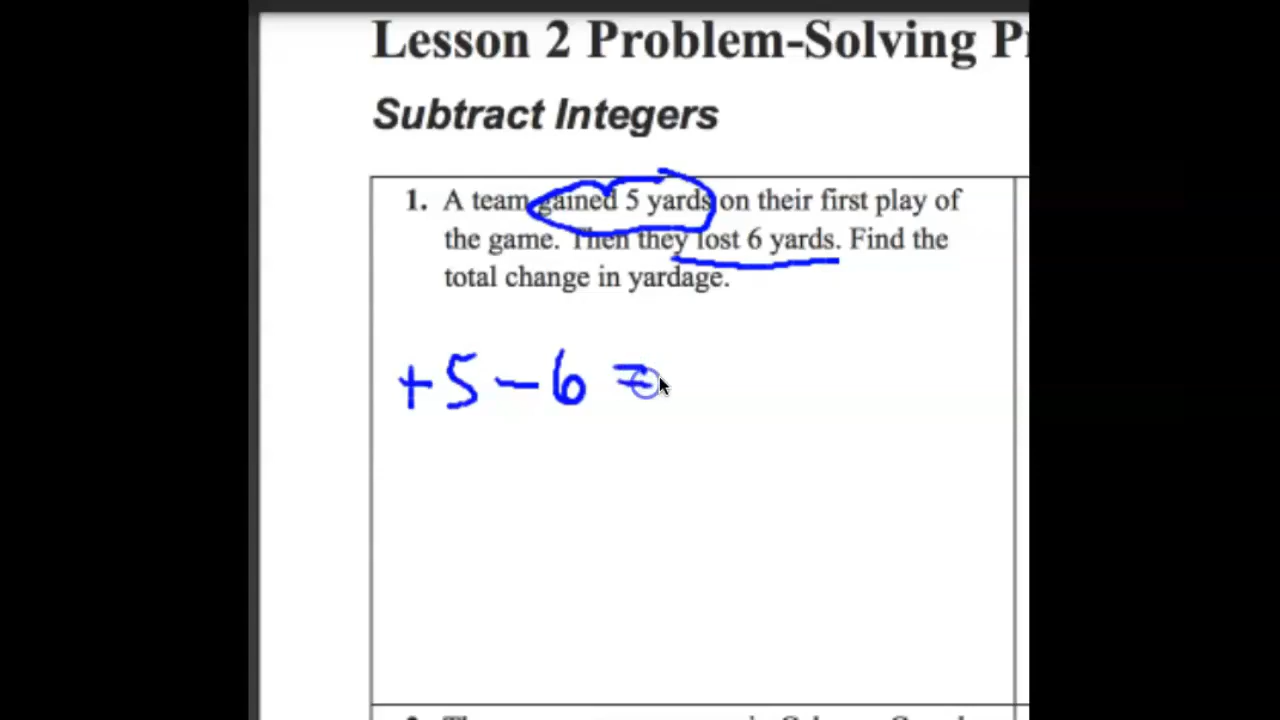 Lesson 2 Problem-Solving
Subtract Integers
1. A team gained 5 yards on their first play of
the game. Then they lost 6 yards. Find the
total change in yardage.
+5 - 6 =